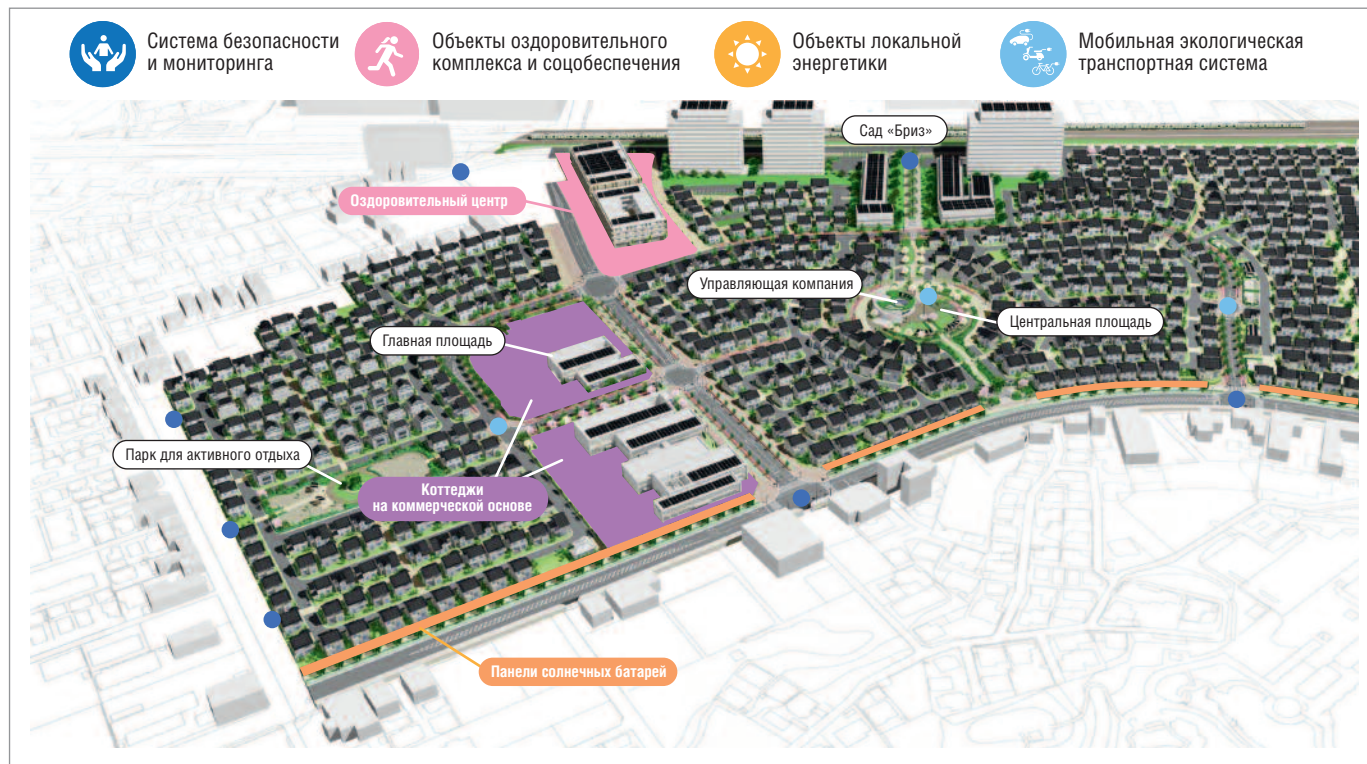 Система безопасности
и мониторинга
Объекты оздоровительного
комплекса и соцобеспечения
Объекты локальной
энергетики
Мобильная экологическая
транспортная система
Сад «Бриз»
Оздоровительный центр
Управляющая компания
Центральная площадь
Главная площадь
Парк для активного отдыха
Коттеджи
на коммерческой основе
Панели солнечных батарей